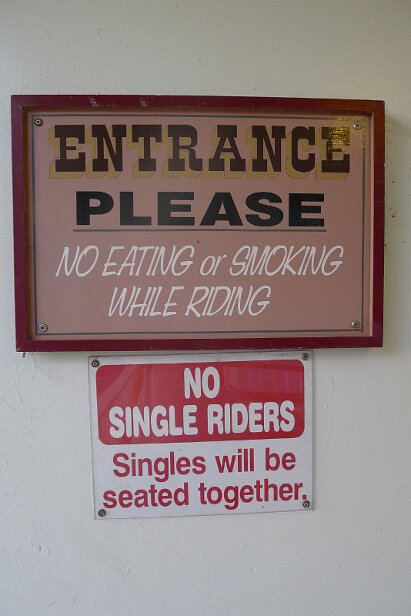 ENTRANCE
PLEASE
NO EATING or SMOKING
WHILE RIDING
NO
SINGLE RIDERS
Singles will be
seated together.